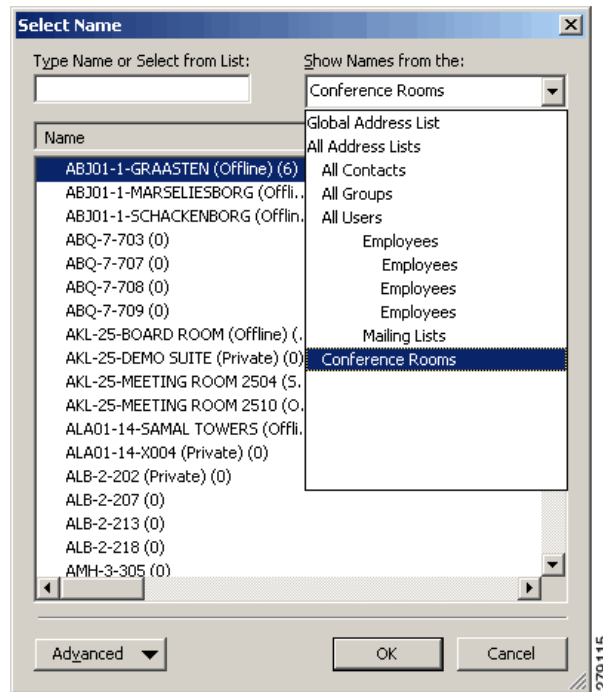 Select Name
Type Name or Select from List:
Show Names from the:
Conference Rooms
Name
Global Address List
All Address Lists
All Contacts
All Groups
All Users
Employees
Employees
Employees
Employees
Mailing Lists
Conference Rooms
ABJ01-1-GRAASTEN (Offline) (6)
ABJ01-1-MARSELIESBORG (Offli..
ABJ01-1-SCHACKENBORG (Offlin.
ABQ-7-703 (0)
ABQ-7-707 (0)
ABQ-7-708 (0)
ABQ-7-709 (0)
AKL-25-BOARD ROOM (Offline) (.
AKL-25-DEMO SUITE (Private) (0)
AKL-25-MEETING ROOM 2504 (S.
AKL-25-MEETING ROOM 2510 (O.
ALA01-14-SAMAL TOWERS (Offli.
ALA01-14-X004 (Private) (0)
ALB-2-202 (Private) (0)
ALB-2-207 (0)
ALB-2-213 (0)
ALB-2-218 (0)
AMH-3-305 (0)
Advanced
OK
Cancel
279115